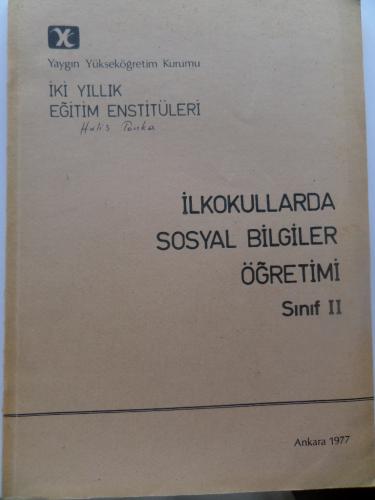 Yaygın Yükseköğretim Kurumu
İKİ YILLIK
EĞİTİM ENSTİTÜLERİ
Halis
İLKOKULLARDA
SOSYAL BİLGİLER
ÖĞRETİMİ
Sınıf II
Ankara 1977